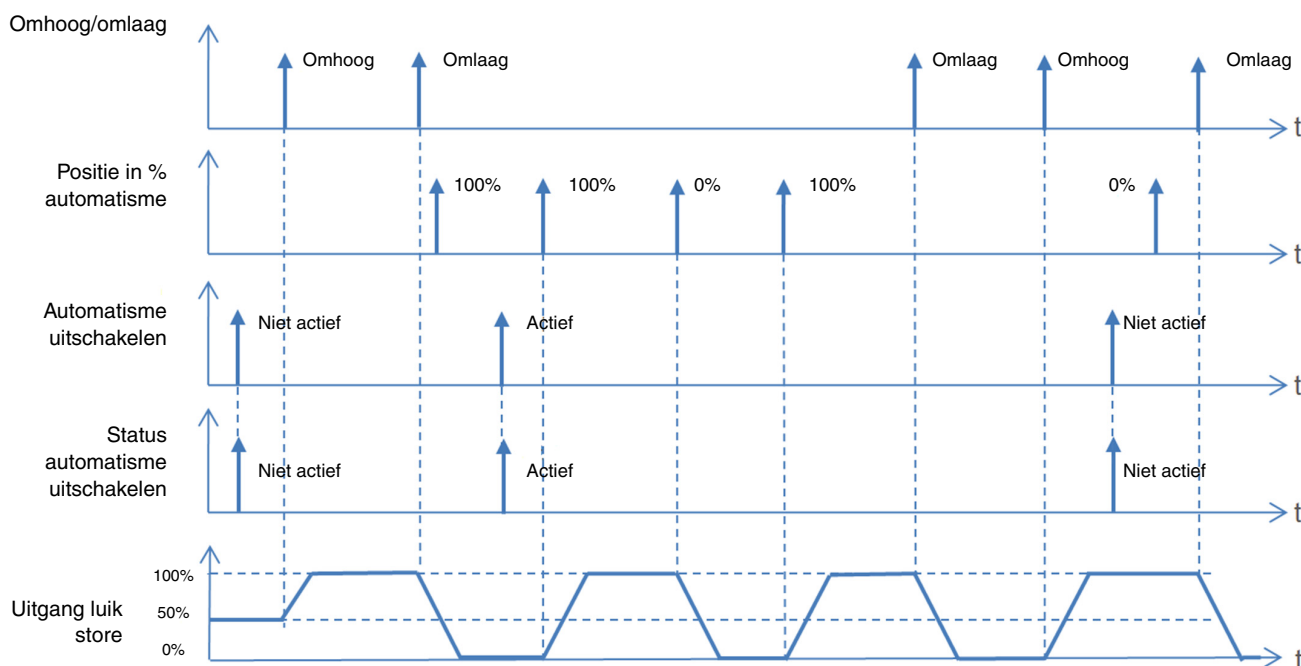 Omhoog/omlaag
Omhoog
Omlaag
Omlaag
Omhoog
Omlaag
t
Positie in %
automatisme
100%
100%
0%
100%
0%
t
Automatisme
uitschakelen
Niet actief
Actief
Niet actief
t
Status
automatisme
uitschakelen
Niet actief
Actief
Niet actief
t
Uitgang luik
store
100%
50%
0%
t